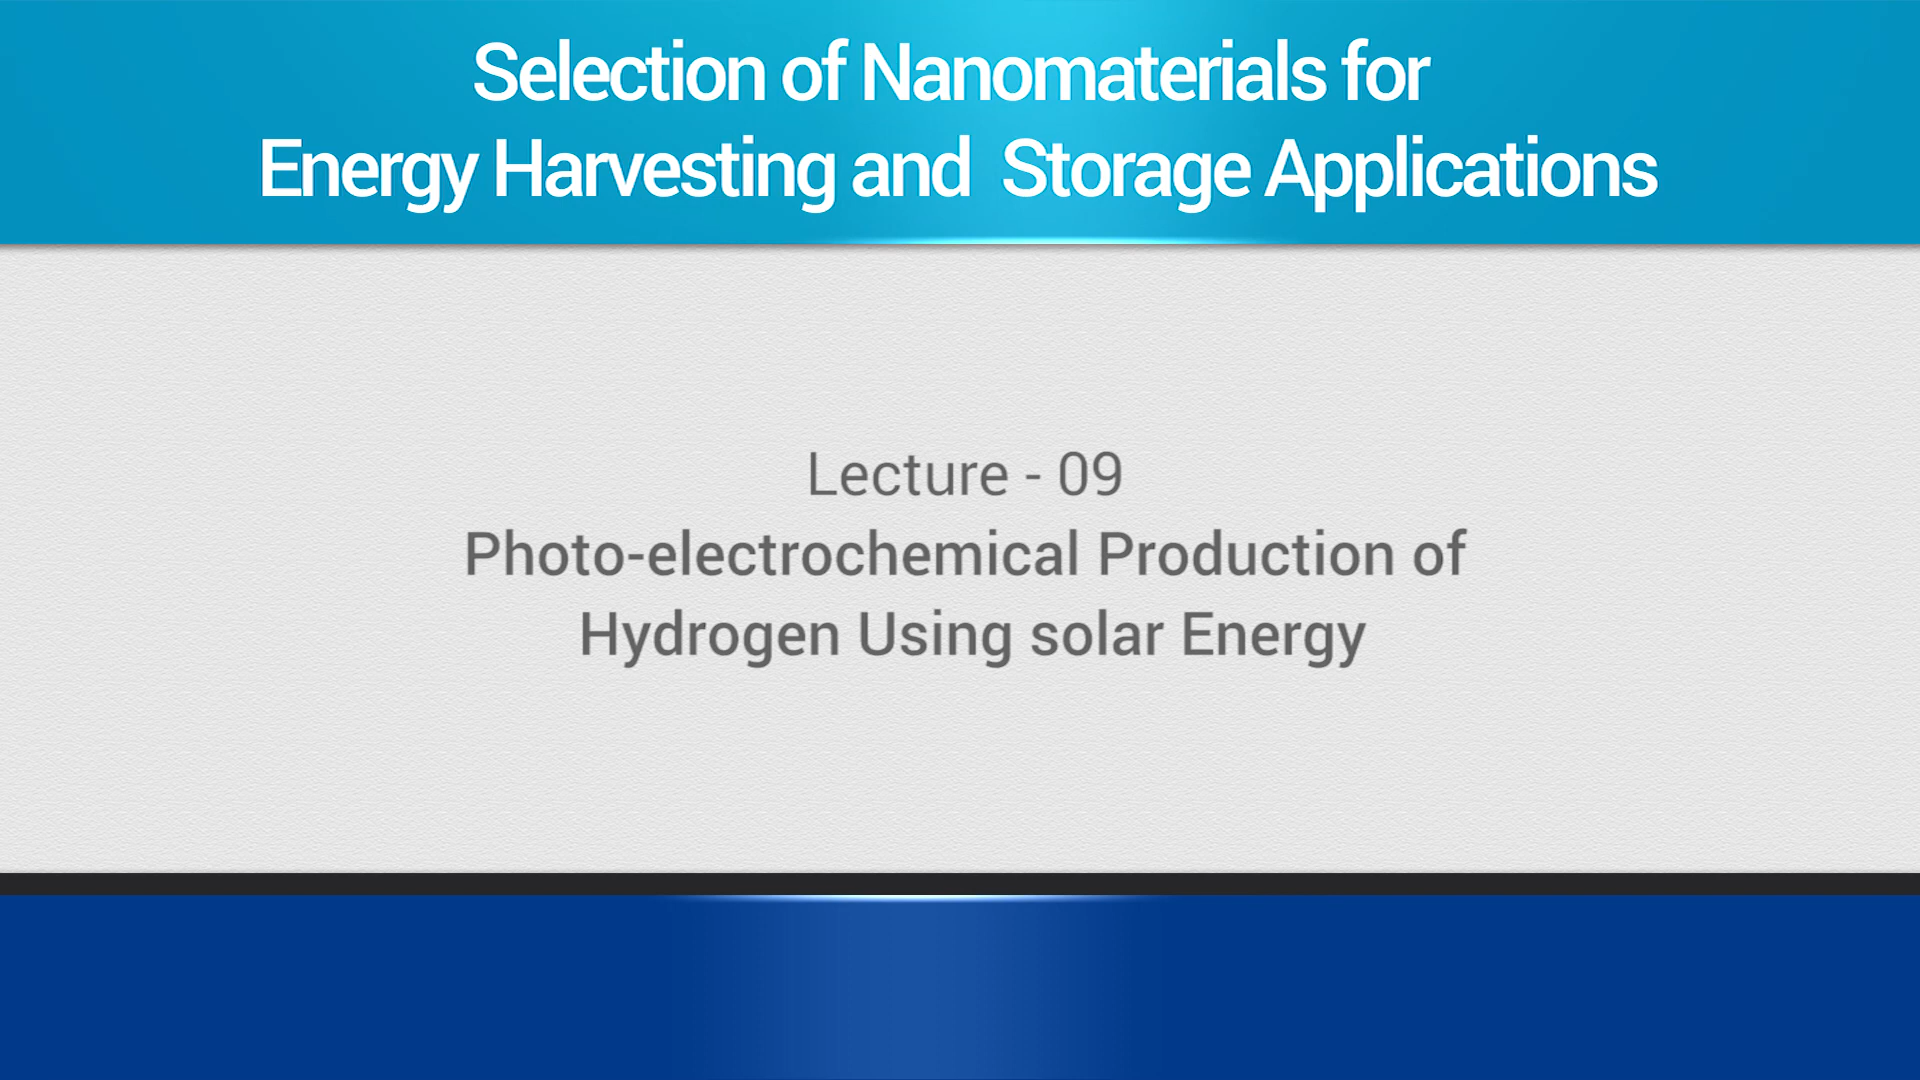 Selection of Nanomaterials for
Energy Harvesting and Storage Applications
Lecture - 09
Photo-electrochemical Production of
Hydrogen Using solar Energy